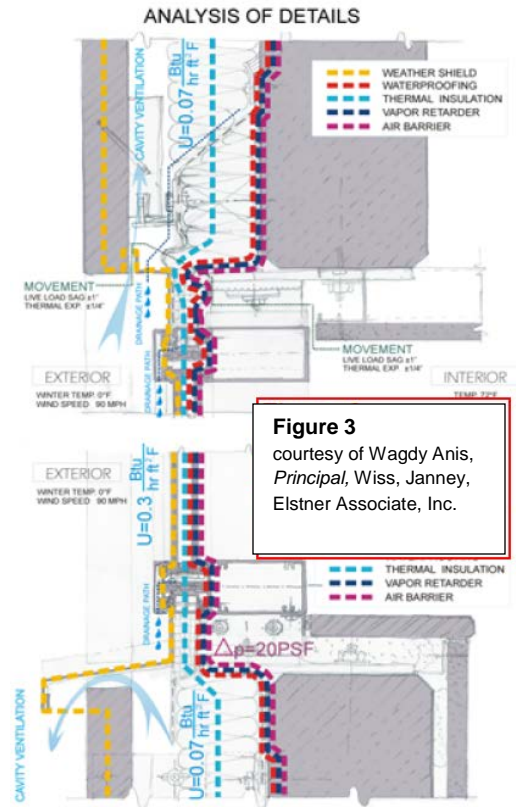 ANALYSIS OF DETAILS
WEATHER SHIELD
WATERPROOFING
THERMAL INSULATION
VAPOR RETARDER
AIR BARRIER
CAVITY VENTILATION
U=0.07 Btu
hr ft² F
MOVEMENT
LIVE LOAD SAG ±1"
THERMAL EXP. ±1/4"
DRAINAGE PATH
DRAINAGE PATH
MOVEMENT
LIVE LOAD SAG ±1"
THERMAL EXP. ±1/4"
EXTERIOR
WINTER TEMP. 0°F
WIND SPEED 90 MPH
INTERIOR
TEMP. 72°F
Figure 3
courtesy of Wagdy Anis,
Principal, Wiss, Janney,
Elstner Associate, Inc.
EXTERIOR
WINTER TEMP. 0°F
WIND SPEED 90 MPH
U=0.3 Btu
hr ft² F
THERMAL INSULATION
VAPOR RETARDER
AIR BARRIER
DRAINAGE PATH
△p=20PSF
CAVITY VENTILATION
U=0.07 Btu
hr ft² F